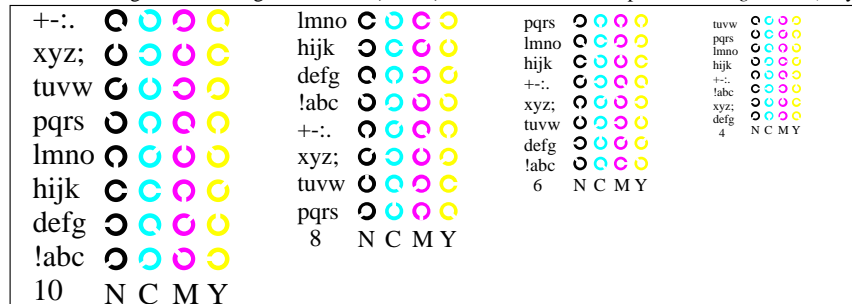 +-:.
xyz;
tuvw
pqrs
lmno
hijk
defg
!abc
10 N C M Y
lmno
hijk
defg
!abc
+-:.
xyz;
tuvw
pqrs
8 N C M Y
pqrs
lmno
hijk
+-:.
xyz;
tuvw
defg
!abc
6 N C M Y
tuvw
pqrs
lmno
hijk
+-:.
!abc
xyz;
defg
4 N C M Y